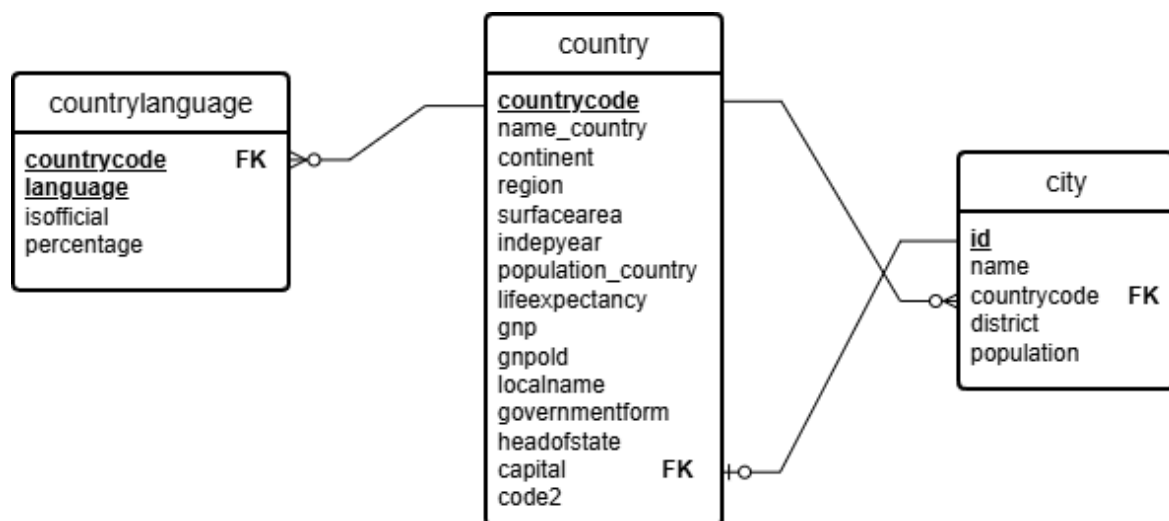 countrylanguage
countrycode FK
language
isofficial
percentage
country
countrycode
name_country
continent
region
surfacearea
indepyear
population_country
lifeexpectancy
gnp
gnpold
localname
governmentform
headofstate
capital FK
code2
city
id
name
countrycode FK
district
population